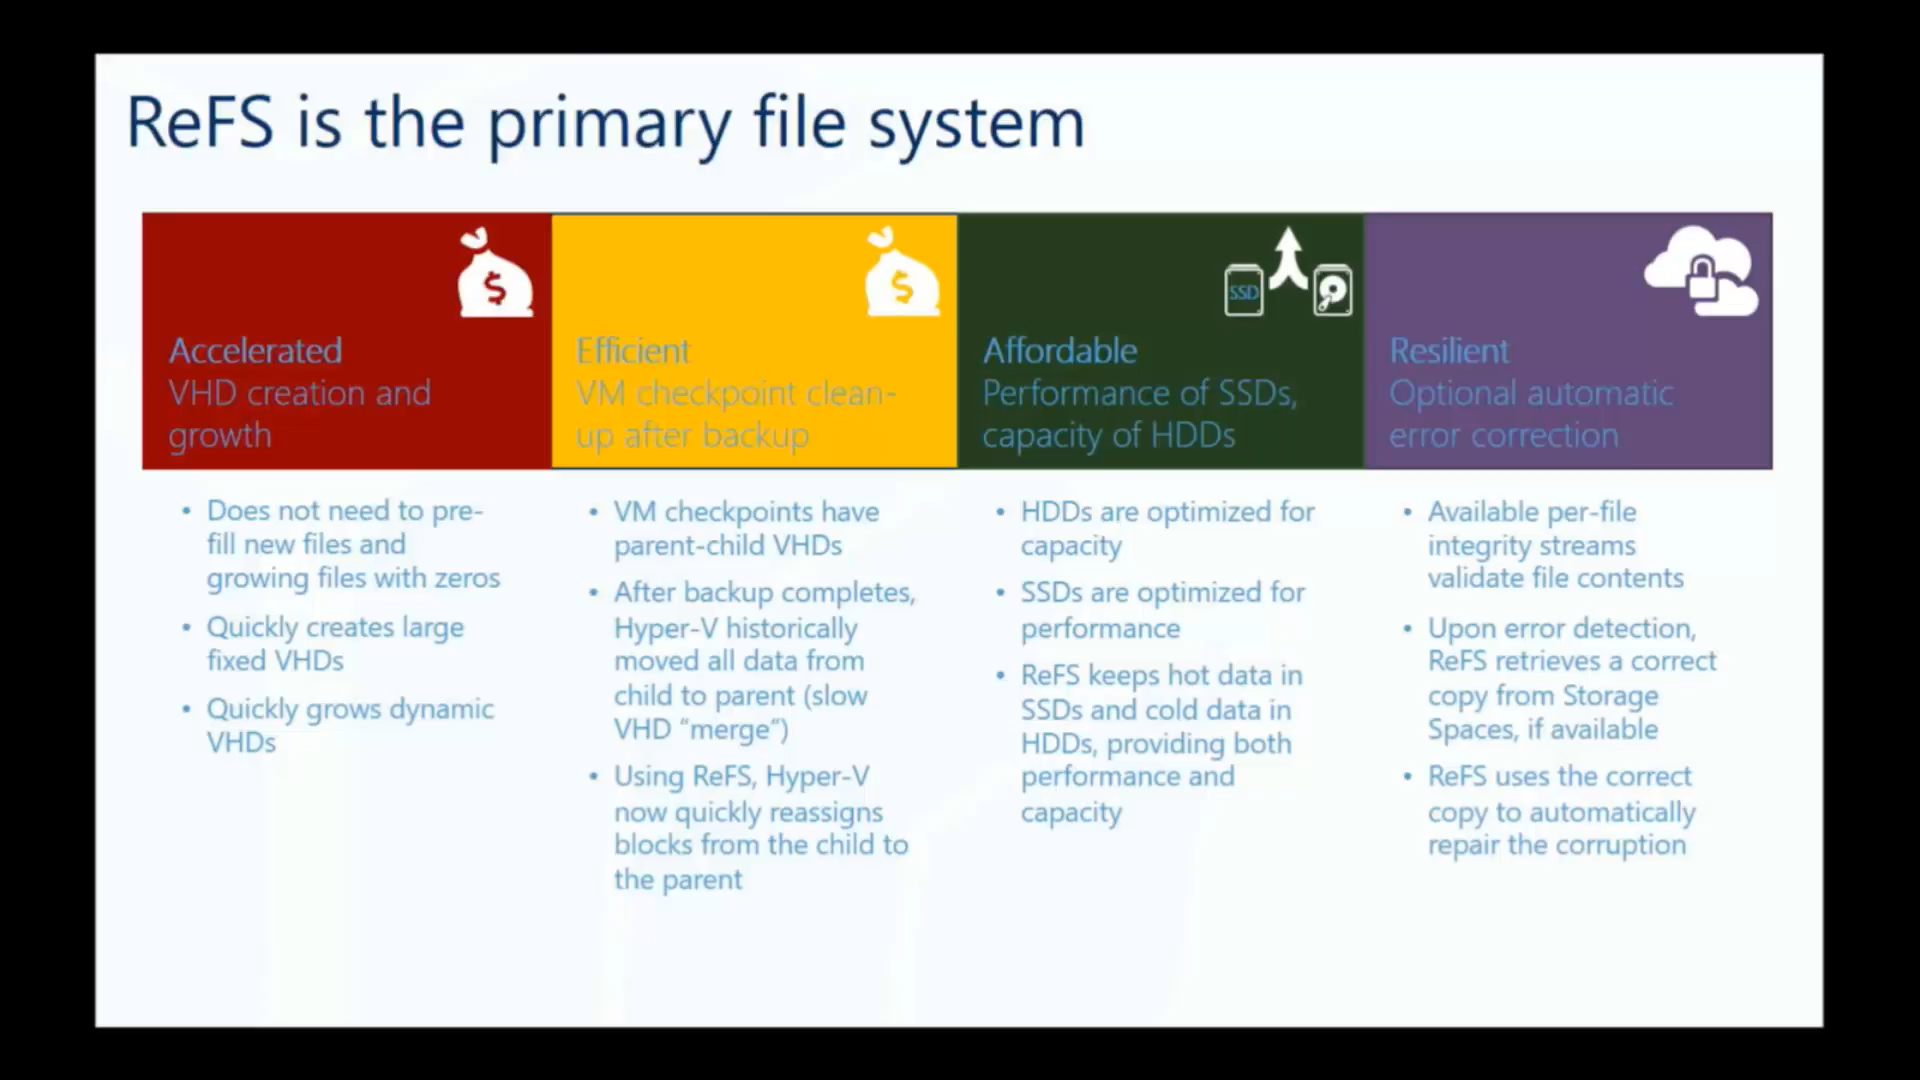 ReFS is the primary file system
$
Accelerated
VHD creation and
growth
• Does not need to pre-
fill new files and
growing files with zeros
• Quickly creates large
fixed VHDs
• Quickly grows dynamic
VHDs
$
Efficient
VM checkpoint clean-
up after backup
• VM checkpoints have
parent-child VHDs
• After backup completes,
Hyper-V historically
moved all data from
child to parent (slow
VHD “merge”)
• Using ReFS, Hyper-V
now quickly reassigns
blocks from the child to
the parent
SSD
Affordable
Performance of SSDs,
capacity of HDDs
• HDDs are optimized for
capacity
• SSDs are optimized for
performance
• ReFS keeps hot data in
SSDs and cold data in
HDDs, providing both
performance and
capacity
Resilient
Optional automatic
error correction
• Available per-file
integrity streams
validate file contents
• Upon error detection,
ReFS retrieves a correct
copy from Storage
Spaces, if available
• ReFS uses the correct
copy to automatically
repair the corruption